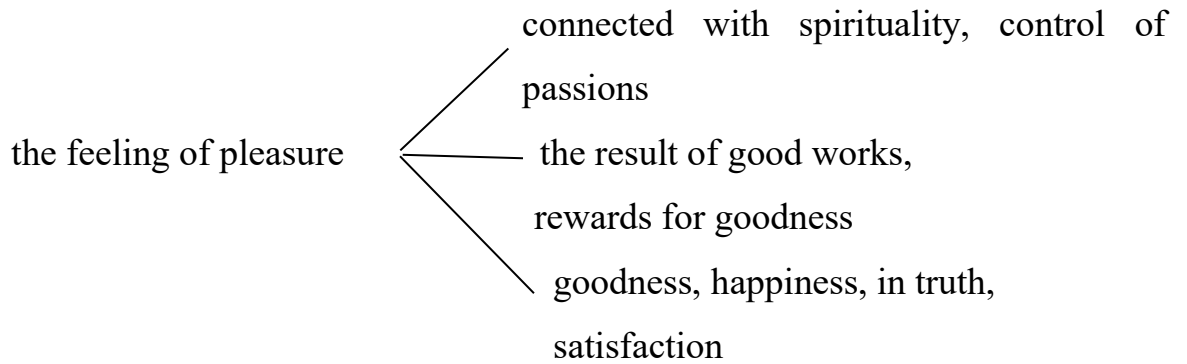 connected with spirituality, control of
passions
the feeling of pleasure
the result of good works,
rewards for goodness
goodness, happiness, in truth,
satisfaction